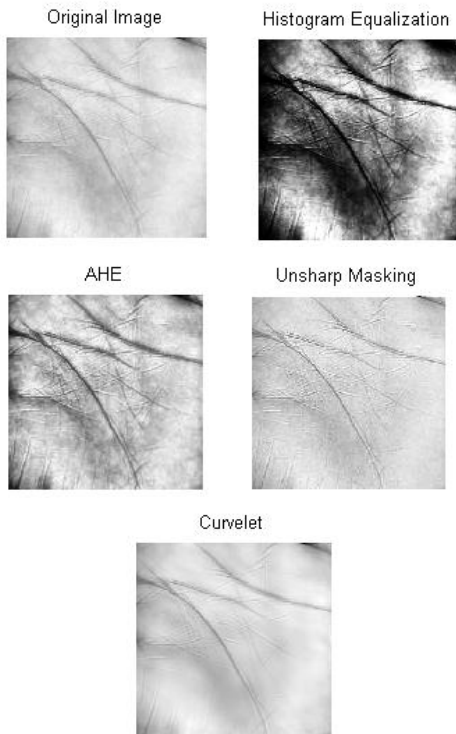 Original Image
Histogram Equalization
AHE
Unsharp Masking
Curvelet